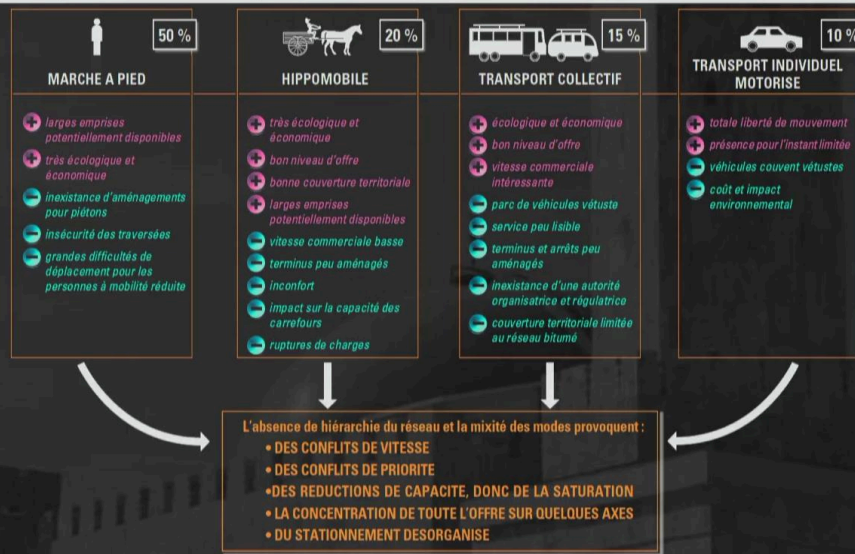 50 %
MARCHE A PIED
larges emprises
potentiellement disponibles
très écologique et
économique
inexistance d'aménagements
pour piétons
insécurité des traversées
grandes difficultés de
déplacement pour les
personnes à mobilité réduite
20 %
HIPPOMOBILE
très écologique et
économique
bon niveau d'offre
bonne couverture territoriale
larges emprises
potentiellement disponibles
vitesse commerciale basse
terminus peu aménagés
inconfort
impact sur la capacité des
carrefours
ruptures de charges
15 %
TRANSPORT COLLECTIF
écologique et économique
bon niveau d'offre
vitesse commerciale
intéressante
parc de véhicules vétuste
service peu lisible
terminus et arrêts peu
aménagés
inexistence d'une autorité
organisatrice et régulatrice
couverture territoriale limitée
au réseau bitumé
10 %
TRANSPORT INDIVIDUEL
MOTORISE
totale liberté de mouvement
présence pour l'instant limitée
véhicules couvent vétustes
coût et impact
environnemental
L'absence de hiérarchie du réseau et la mixité des modes provoquent :
• DES CONFLITS DE VITESSE
• DES CONFLITS DE PRIORITE
•DES REDUCTIONS DE CAPACITE, DONC DE LA SATURATION
• LA CONCENTRATION DE TOUTE L'OFFRE SUR QUELQUES AXES
• DU STATIONNEMENT DESORGANISE